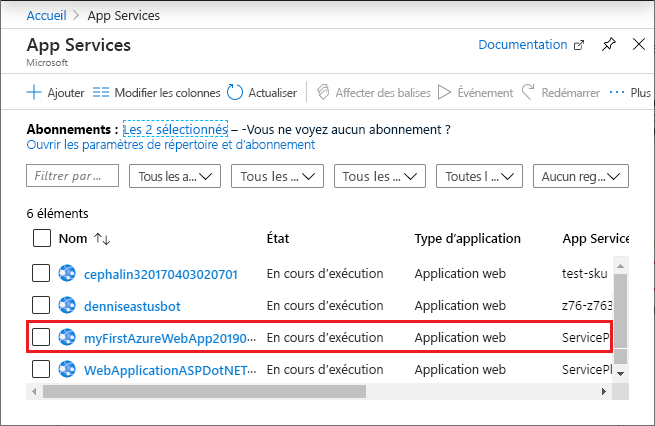 Accueil > App Services
App Services
Microsoft
Documentation
Ajouter Modifier les colonnes Actualiser Affecter des balises Événement Redémarrer ... Plus
Abonnements : Les 2 sélectionnés – -Vous ne voyez aucun abonnement ?
Ouvrir les paramètres de répertoire et d'abonnement
Filtrer par ... Tous les a... Tous les ... Tous les ... Toutes l ... Aucun reg...
6 éléments
Nom ↑↓ État Type d'application App Service
cephalin320170403020701 En cours d'exécution Application web test-sku
denniseastusbot En cours d'exécution Application web z76-z763
myFirstAzureWebApp20190... En cours d'exécution Application web ServicePl
WebApplicationASPDotNET... En cours d'exécution Application web ServicePl